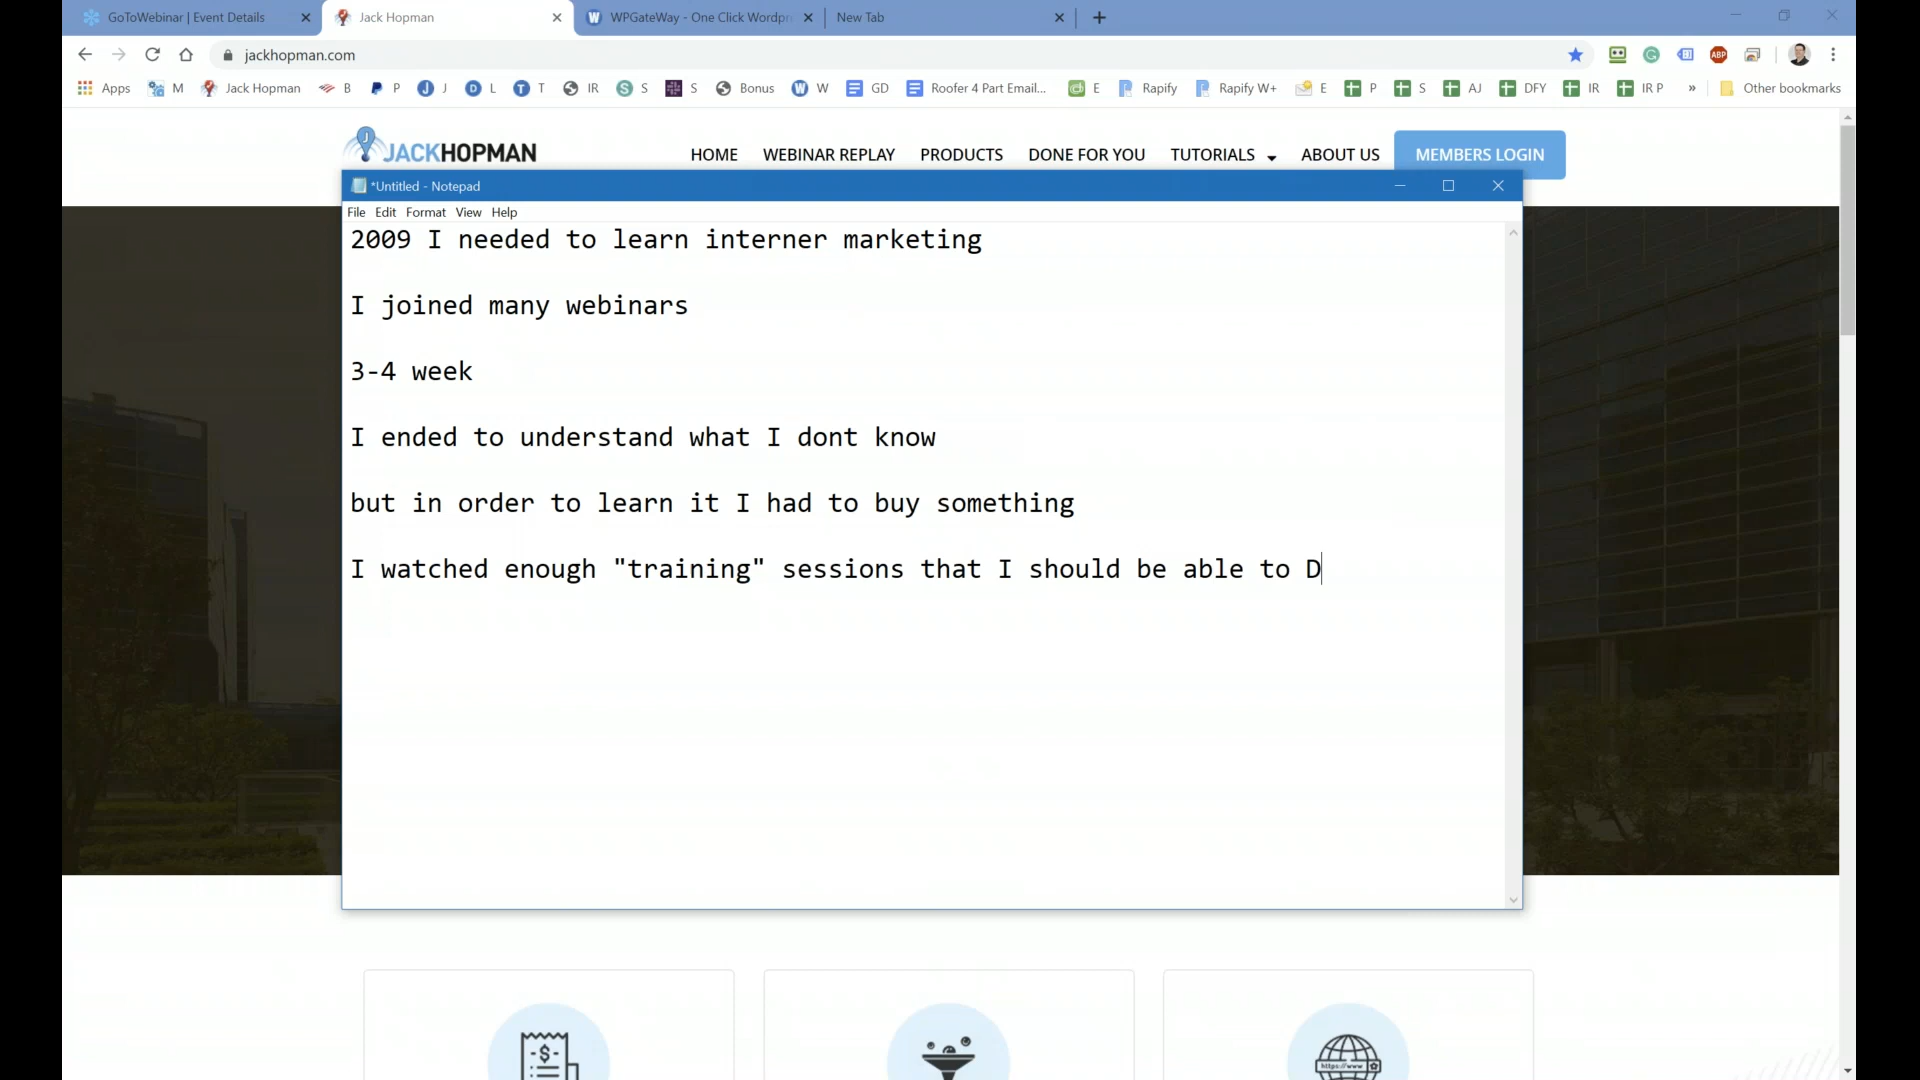 GoToWebinar | Event Details
Jack Hopman
WPGateWay - One Click Wordpr
New Tab
jackhopman.com
Apps M Jack Hopman B P J L T IR S S Bonus W GD Roofer 4 Part Email... E Rapify Rapify W+ E P S AJ DFY IR IR P » Other bookmarks
JACKHOPMAN
HOME WEBINAR REPLAY PRODUCTS DONE FOR YOU TUTORIALS ABOUT US MEMBERS LOGIN
*Untitled - Notepad
File Edit Format View Help
2009 I needed to learn interner marketing
I joined many webinars
3-4 week
I ended to understand what I dont know
but in order to learn it I had to buy something
I watched enough "training" sessions that I should be able to D
-$-
https://www